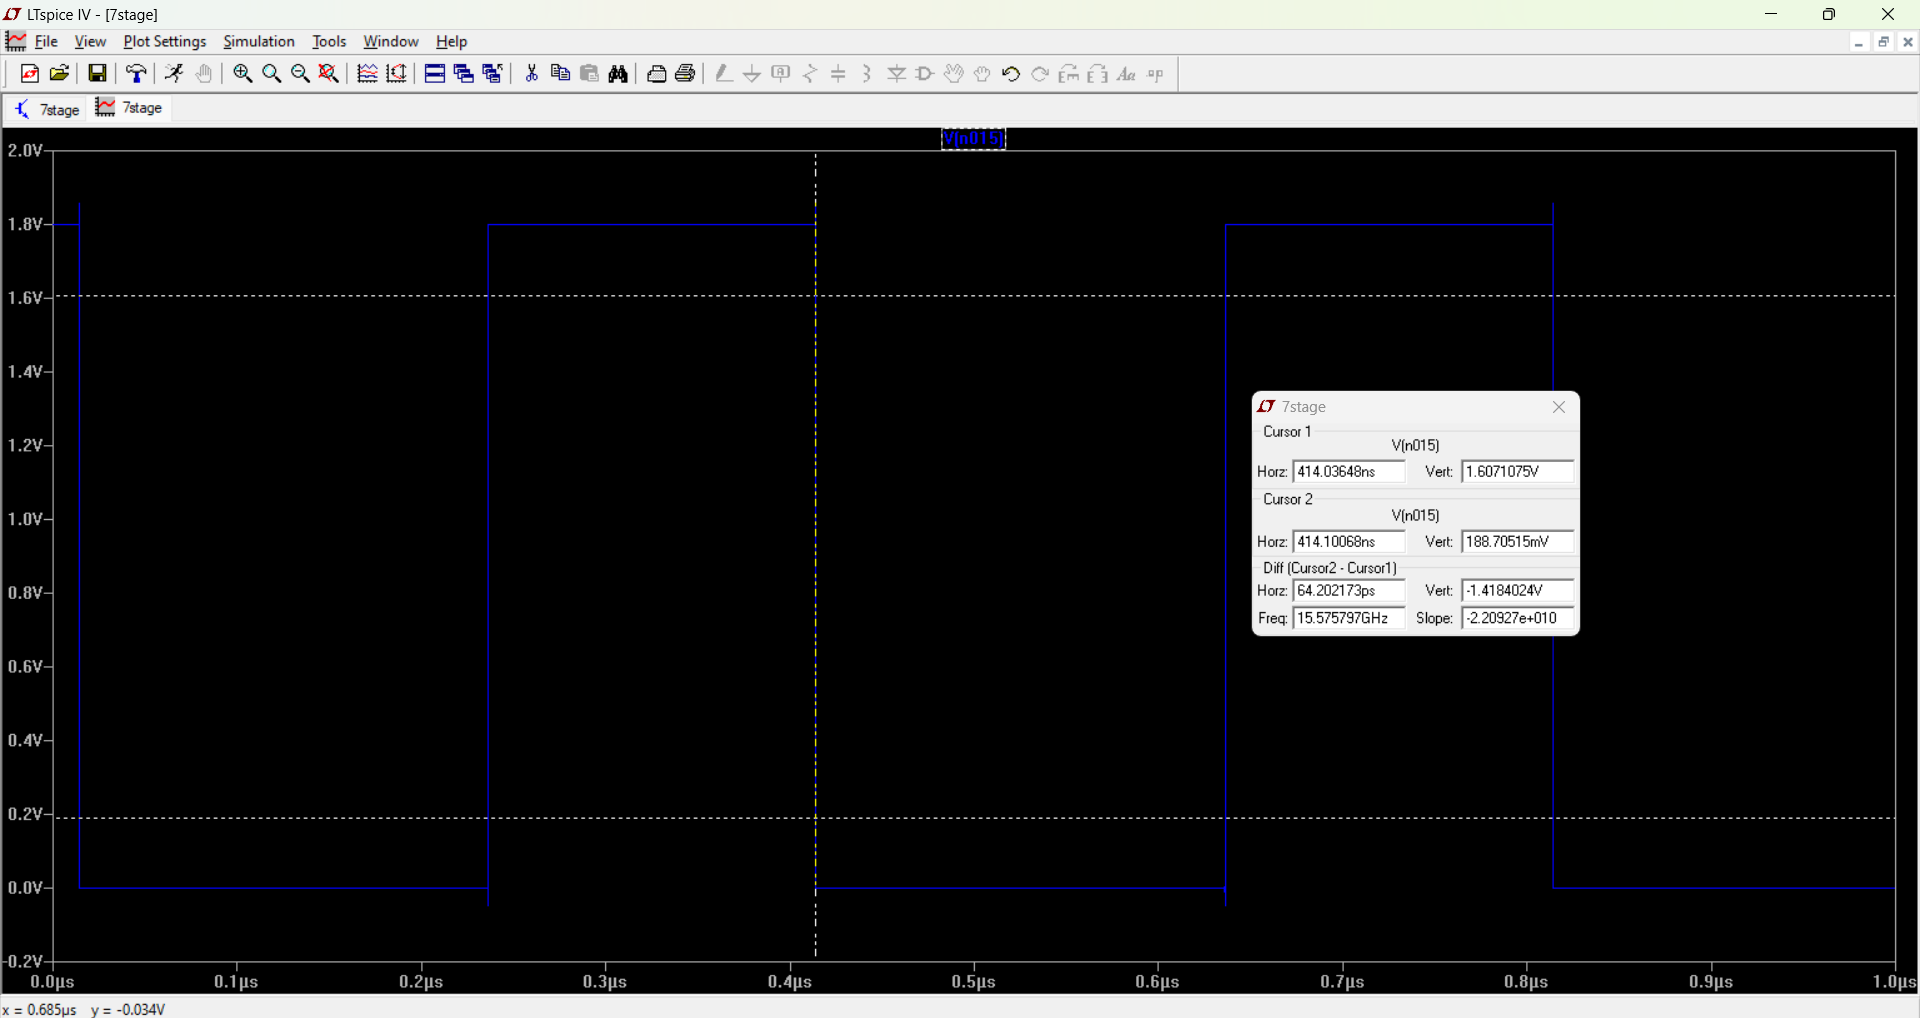 LTspice IV - [7stage]
File View Plot Settings Simulation Tools Window Help
7stage 7stage
V(n015)
2.0V
1.8V
1.6V
1.4V
1.2V
1.0V
0.8V
0.6V
0.4V
0.2V
0.0V
-0.2V
0.0µs 0.1µs 0.2µs 0.3µs 0.4µs 0.5µs 0.6µs 0.7µs 0.8µs 0.9µs 1.0µs
7stage
Cursor 1
V(n015)
Horz: 414.03648ns Vert: 1.6071075V
Cursor 2
V(n015)
Horz: 414.10068ns Vert: 188.70515mV
Diff (Cursor2 - Cursor1)
Horz: 64.202173ps Vert: -1.4184024V
Freq: 15.575797GHz Slope: -2.20927e+010
x = 0.685µs y = -0.034V